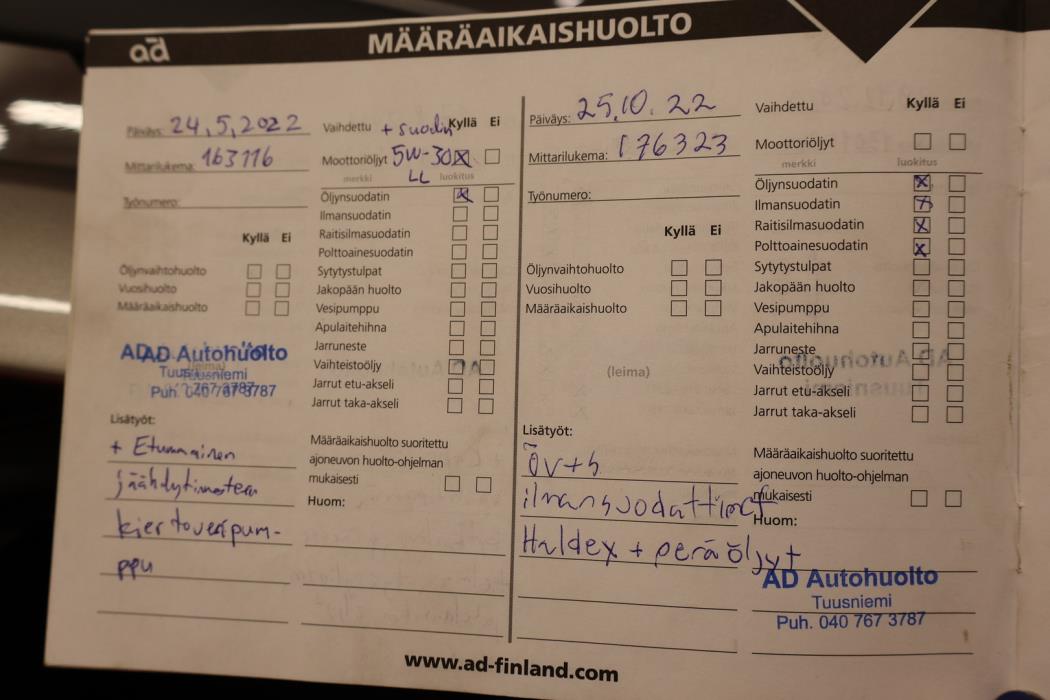 ad
MÄÄRÄAIKAISHUOLTO
Päiväys: 24,5,2022
Mittarilukema: 163116
Työnumero:
Kyllä Ei
Öljynvaihtohuolto
Vuosihuolto
Määräaikaishuolto
(leima)
AD Autohuolto
Tuusniemi
Puh. 040 767 3787
Lisätyöt:
+ Etummainen
jäähdytinnesteen
kiertovesipum-
ppu
Vaihdettu + suodin Kyllä Ei
Moottoriöljyt 5W-30 X
merkki LL luokitus
Öljynsuodatin X
Ilmansuodatin
Raitisilmasuodatin
Polttoainesuodatin
Sytytystulpat
Jakopään huolto
Vesipumppu
Apulaitehihna
Jarruneste
Vaihteistoöljy
Jarrut etu-akseli
Jarrut taka-akseli
Määräaikaishuolto suoritettu
ajoneuvon huolto-ohjelman
mukaisesti
Huom:
Päiväys: 25.10.22
Mittarilukema: 176323
Työnumero:
Kyllä Ei
Öljynvaihtohuolto
Vuosihuolto
Määräaikaishuolto
(leima)
Lisätyöt:
öv+s
ilmansuodattimet
Haldex + peräöljyt
Vaihdettu Kyllä Ei
Moottoriöljyt
merkki luokitus
Öljynsuodatin X
Ilmansuodatin X
Raitisilmasuodatin X
Polttoainesuodatin X
Sytytystulpat
Jakopään huolto
Vesipumppu
Apulaitehihna
Jarruneste
Vaihteistoöljy
Jarrut etu-akseli
Jarrut taka-akseli
Määräaikaishuolto suoritettu
ajoneuvon huolto-ohjelman
mukaisesti
Huom:
AD Autohuolto
Tuusniemi
Puh. 040 767 3787
www.ad-finland.com